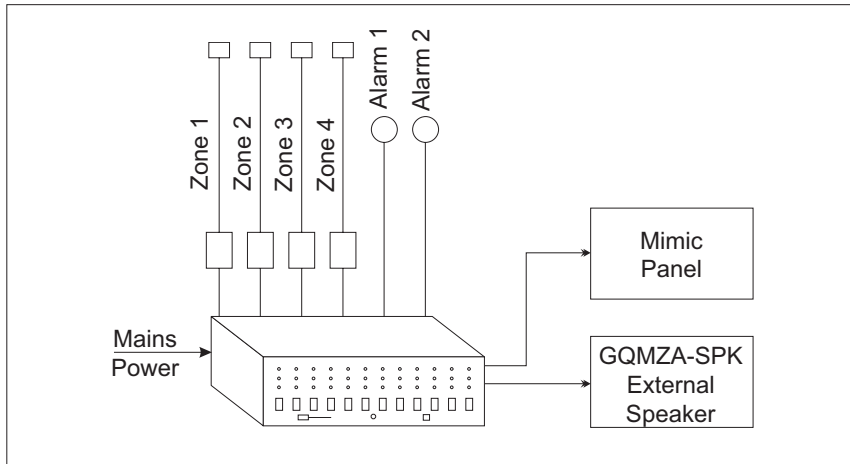 Zone 1
Zone 2
Zone 3
Zone 4
Alarm 1
Alarm 2
Mimic
Panel
Mains
Power
GQMZA-SPK
External
Speaker